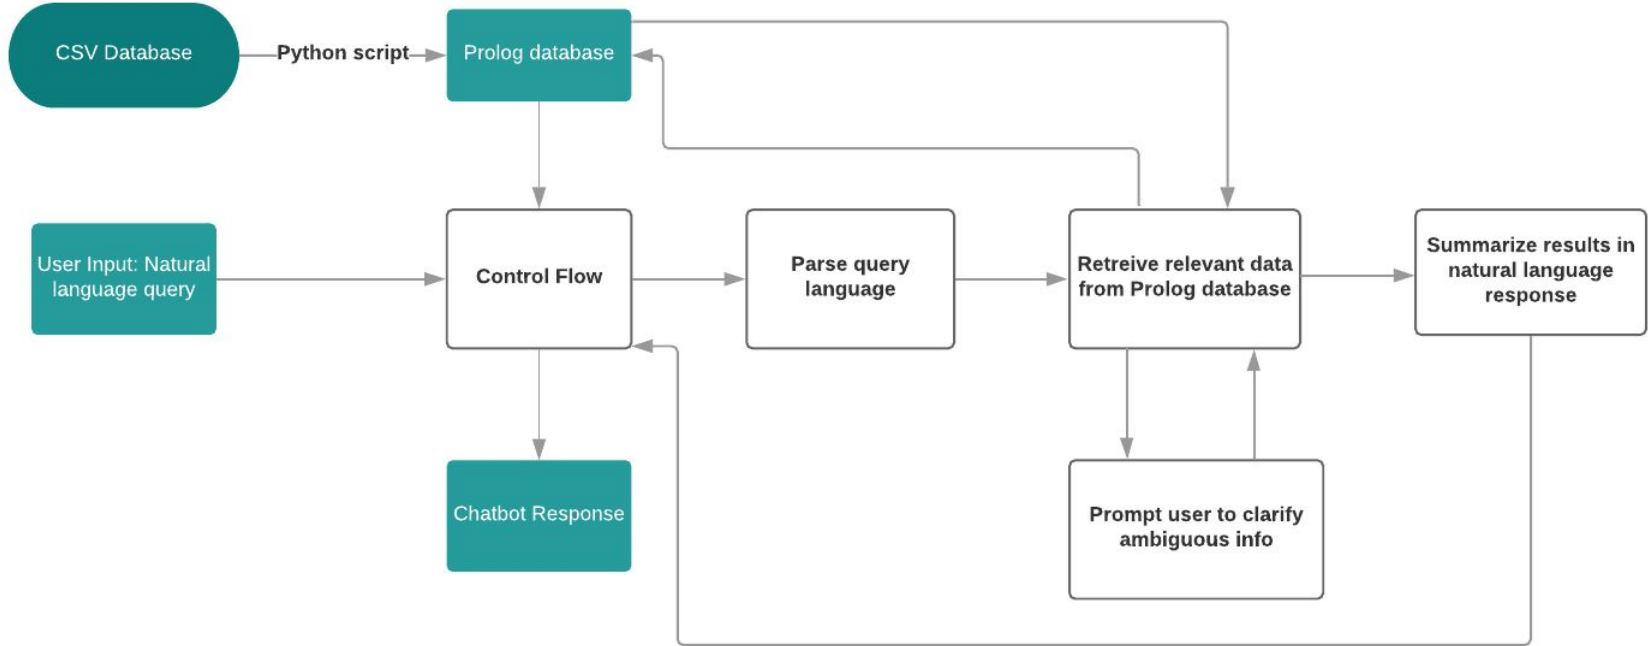 CSV Database
Python script
Prolog database
User Input: Natural
language query
Control Flow
Parse query
language
Retreive relevant data
from Prolog database
Summarize results in
natural language
response
Chatbot Response
Prompt user to clarify
ambiguous info